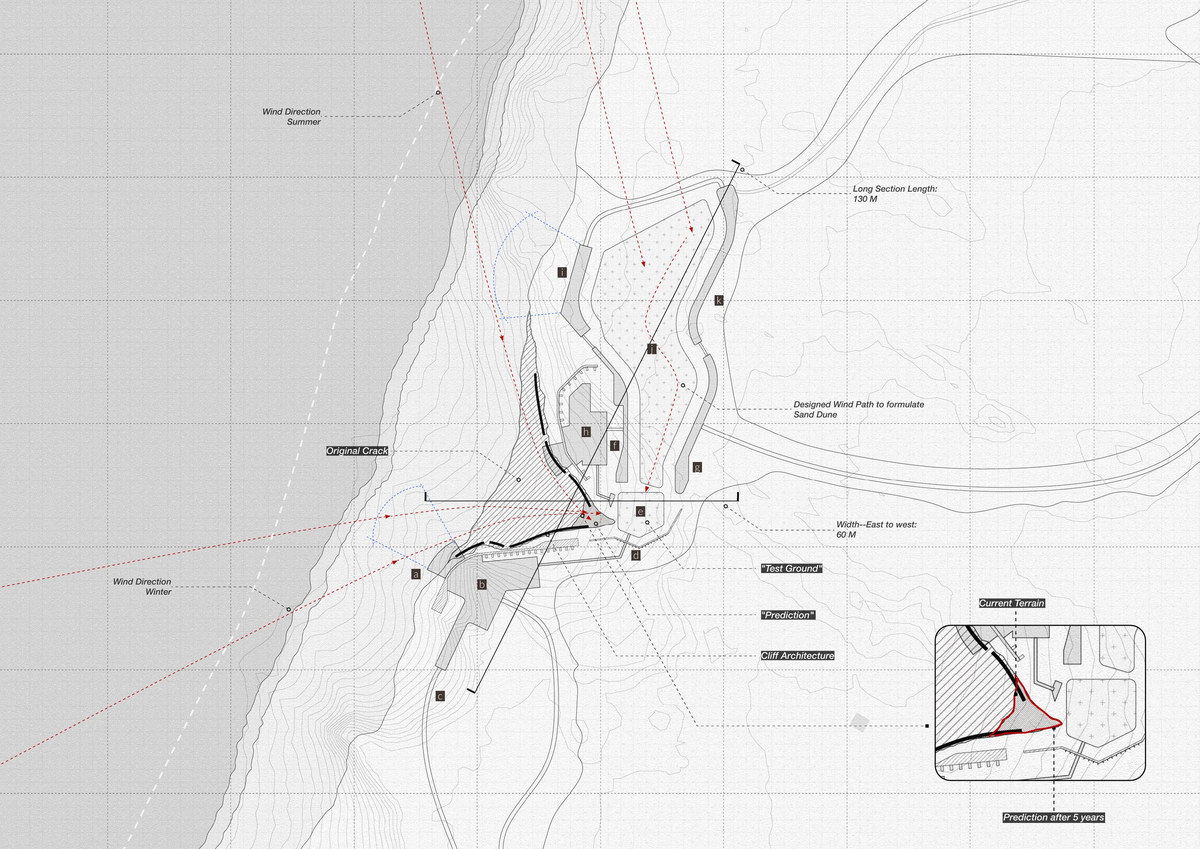 Wind Direction
Summer
Long Section Length:
130 M
i
k
j
Designed Wind Path to formulate
Sand Dune
h
f
Original Crack
g
e
Width--East to west:
60 M
d
"Test Ground"
a
b
Wind Direction
Winter
Current Terrain
"Prediction"
Cliff Architecture
c
Prediction after 5 years